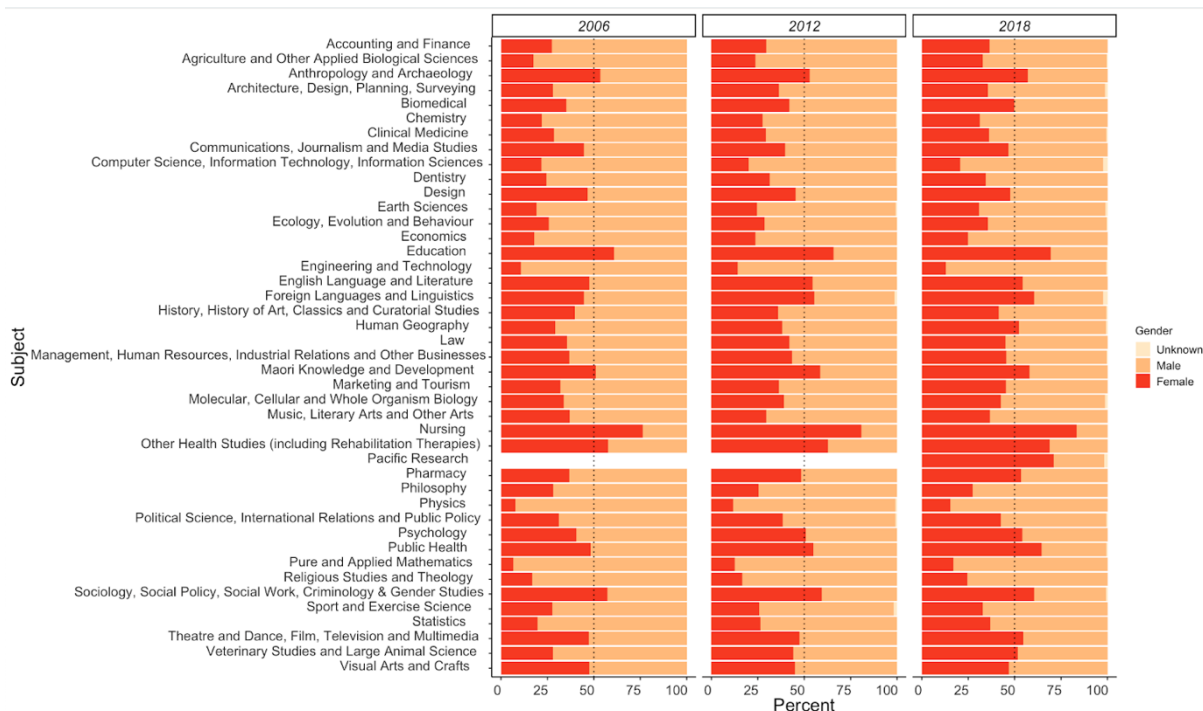 2006 2012 2018
Accounting and Finance
Agriculture and Other Applied Biological Sciences
Anthropology and Archaeology
Architecture, Design, Planning, Surveying
Biomedical
Chemistry
Clinical Medicine
Communications, Journalism and Media Studies
Computer Science, Information Technology, Information Sciences
Dentistry
Design
Earth Sciences
Ecology, Evolution and Behaviour
Economics
Education
Engineering and Technology
English Language and Literature
Foreign Languages and Linguistics
History, History of Art, Classics and Curatorial Studies
Human Geography
Law
Management, Human Resources, Industrial Relations and Other Businesses
Maori Knowledge and Development
Marketing and Tourism
Molecular, Cellular and Whole Organism Biology
Music, Literary Arts and Other Arts
Nursing
Other Health Studies (including Rehabilitation Therapies)
Pacific Research
Pharmacy
Philosophy
Physics
Political Science, International Relations and Public Policy
Psychology
Public Health
Pure and Applied Mathematics
Religious Studies and Theology
Sociology, Social Policy, Social Work, Criminology & Gender Studies
Sport and Exercise Science
Statistics
Theatre and Dance, Film, Television and Multimedia
Veterinary Studies and Large Animal Science
Visual Arts and Crafts
Subject
0 25 50 75 100 0 25 50 75 100 0 25 50 75 100
Percent
Gender
Unknown
Male
Female